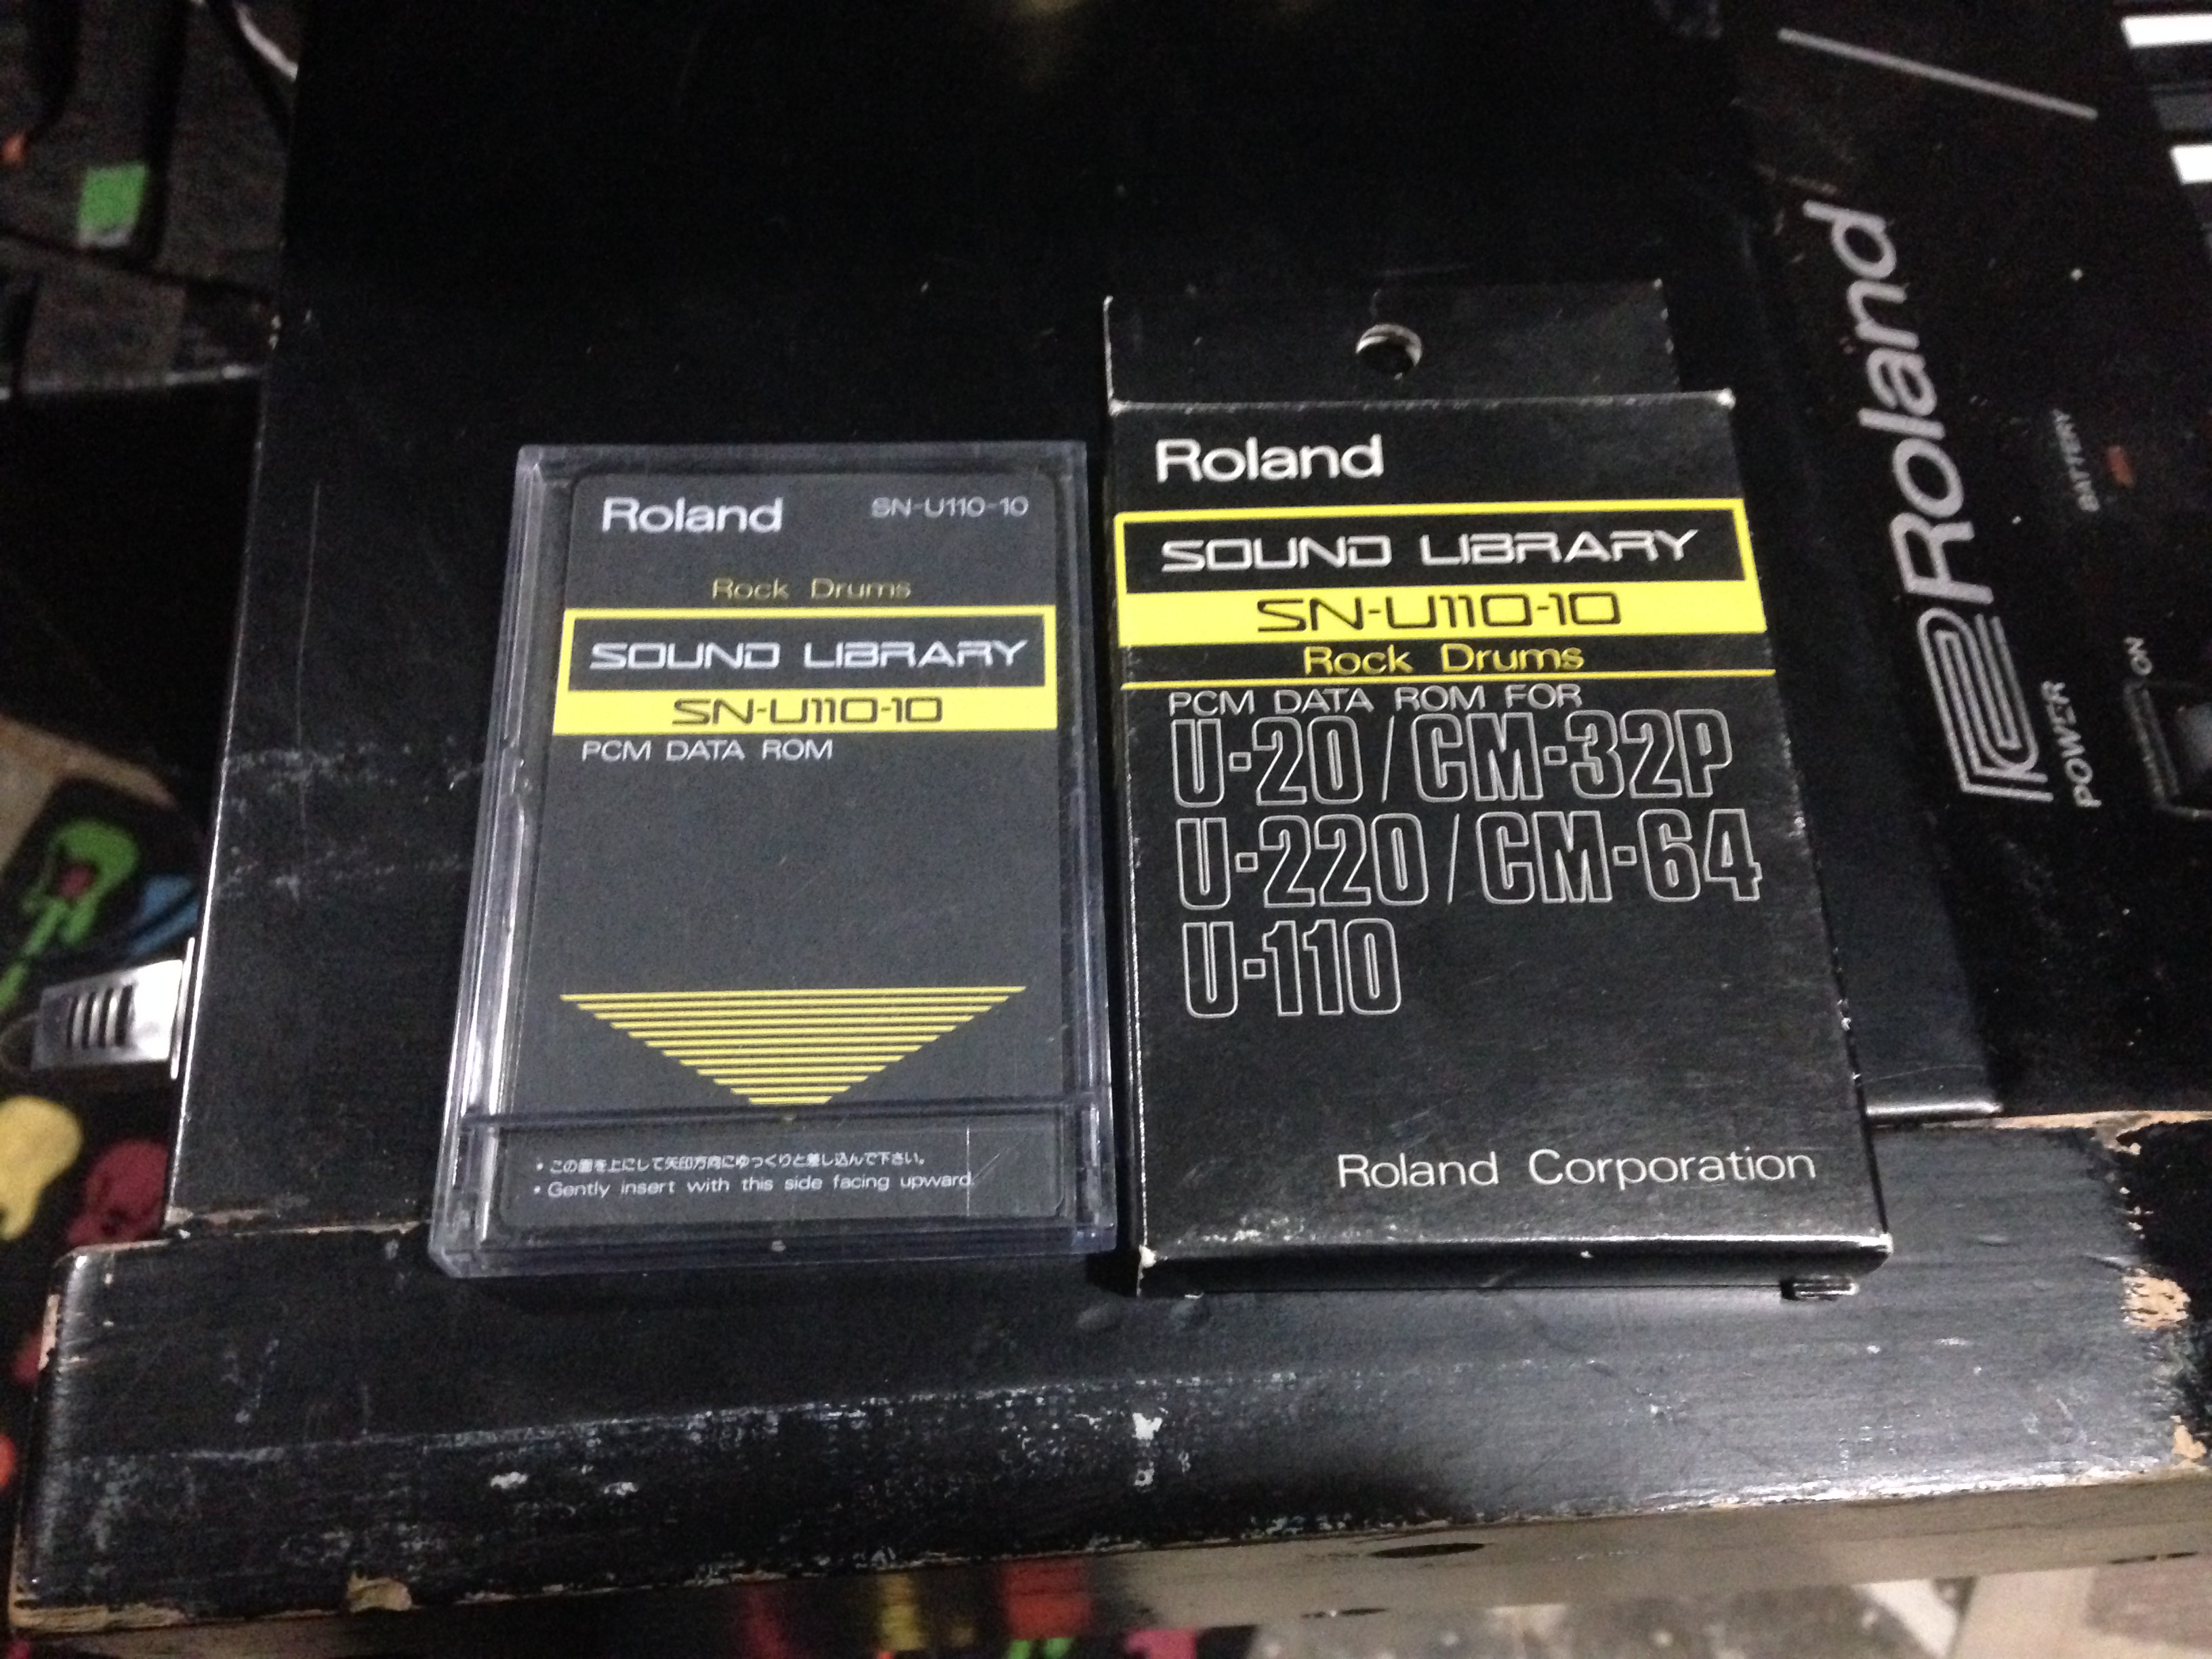 Roland SN-U110-10
Rock Drums
SOUND LIBRARY
SN-U110-10
PCM DATA ROM
・この面を上にして矢印方向にゆっくりと差し込んで下さい。
・Gently insert with this side facing upward.
Roland
SOUND LIBRARY
SN-U110-10
Rock Drums
PCM DATA ROM FOR
U-20/CM-32P
U-220/CM-64
U-110
Roland Corporation
Roland
BATTERY
POWER
ON